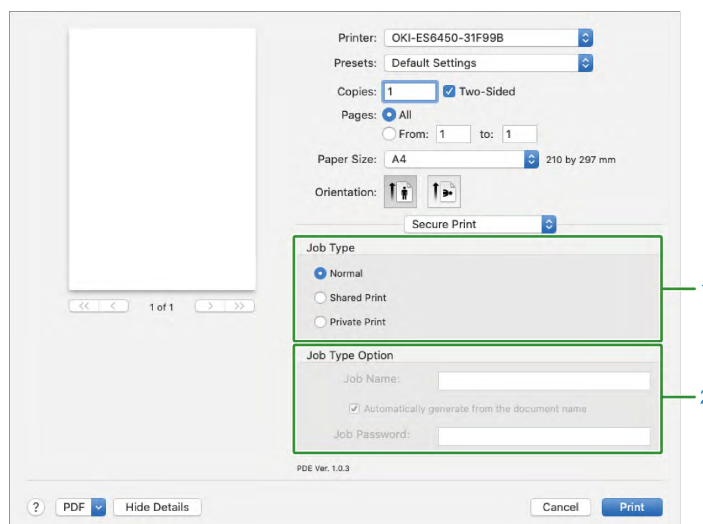 Printer: OKI-ES6450-31F99B
Presets: Default Settings
Copies: 1 Two-Sided
Pages: All
From: 1 to: 1
Paper Size: A4 210 by 297 mm
Orientation:
Secure Print
Job Type
Normal
Shared Print
Private Print
<< < 1 of 1 > >>
Job Type Option
Job Name:
Automatically generate from the document name
Job Password:
PDE Ver. 1.0.3
? PDF Hide Details Cancel Print